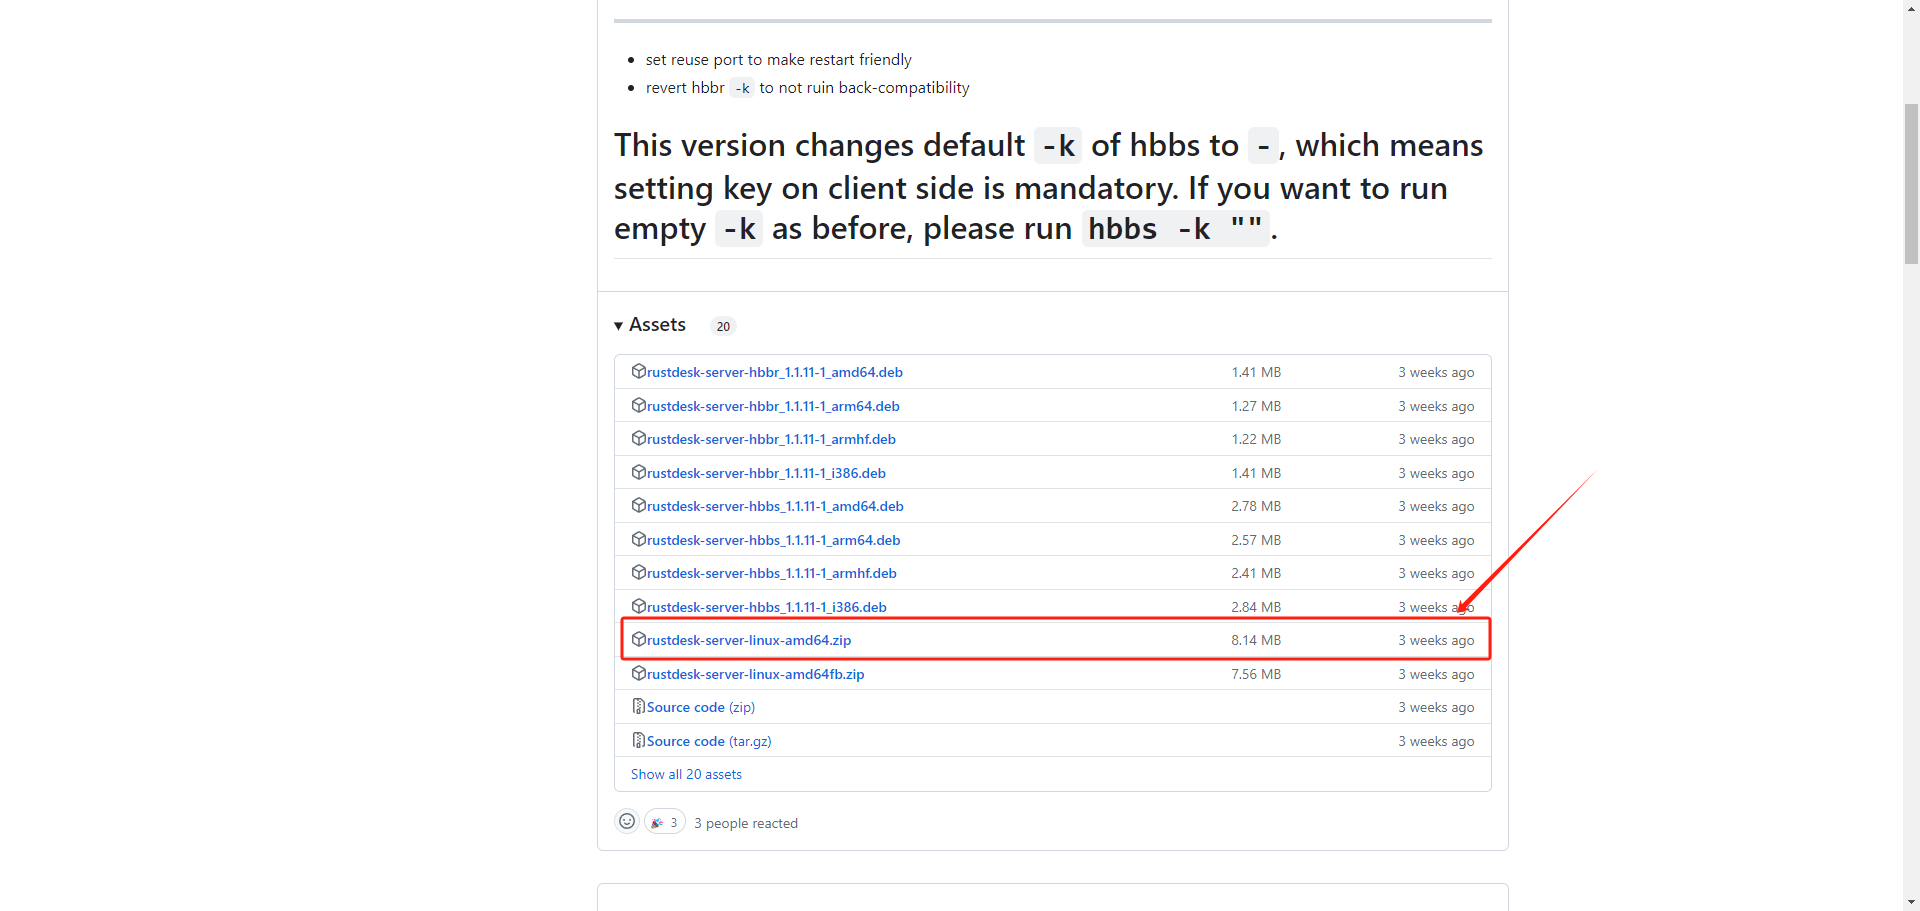 set reuse port to make restart friendly
revert hbbr -k to not ruin back-compatibility
This version changes default -k of hbbs to -, which means
setting key on client side is mandatory. If you want to run
empty -k as before, please run hbbs -k "".
Assets 20
rustdesk-server-hbbr_1.1.11-1_amd64.deb 1.41 MB 3 weeks ago
rustdesk-server-hbbr_1.1.11-1_arm64.deb 1.27 MB 3 weeks ago
rustdesk-server-hbbr_1.1.11-1_armhf.deb 1.22 MB 3 weeks ago
rustdesk-server-hbbr_1.1.11-1_i386.deb 1.41 MB 3 weeks ago
rustdesk-server-hbbs_1.1.11-1_amd64.deb 2.78 MB 3 weeks ago
rustdesk-server-hbbs_1.1.11-1_arm64.deb 2.57 MB 3 weeks ago
rustdesk-server-hbbs_1.1.11-1_armhf.deb 2.41 MB 3 weeks ago
rustdesk-server-hbbs_1.1.11-1_i386.deb 2.84 MB 3 weeks ago
rustdesk-server-linux-amd64.zip 8.14 MB 3 weeks ago
rustdesk-server-linux-amd64fb.zip 7.56 MB 3 weeks ago
Source code (zip) 3 weeks ago
Source code (tar.gz) 3 weeks ago
Show all 20 assets
3 3 people reacted